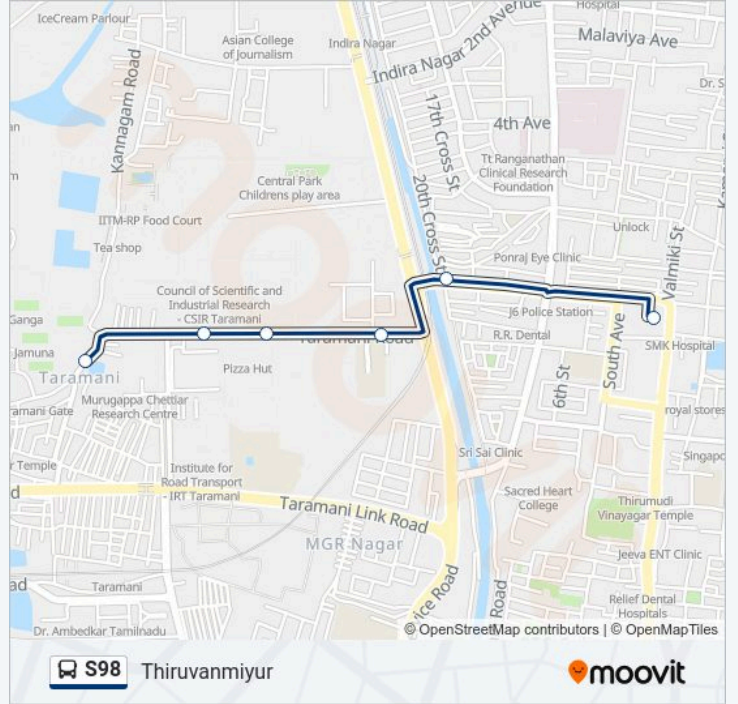 IceCream Parlour
Hospital
Malaviya Ave
Asian College
of Journalism
Indira Nagar
Indira Nagar 2nd Avenue
Dr. S
Kannagam Road
17th Cross St
4th Ave
Tt Ranganathan
Clinical Research
Foundation
Central Park
Childrens play area
20th Cross St
IITM-RP Food Court
Unlock
Tea shop
Ponraj Eye Clinic
Valmiki St
Council of Scientific and
Industrial Research
- CSIR Taramani
Ganga
J6 Police Station
Taramani Road
R.R. Dental
Jamuna
SMK Hospital
Pizza Hut
South Ave
6th St
Taramani
Murugappa Chettiar
Research Centre
aramani Gate
royal stores
r Temple
Sri Sai Clinic
Singapo
Institute for
Road Transport
- IRT Taramani
Sacred Heart
College
Taramani Link Road
Thirumudi
Vinayagar Temple
MGR Nagar
Jeeva ENT Clinic
ad
Taramani
vice Road
Road
Relief Dental
Hospitals
Dr. Ambedkar Tamilnadu
© OpenStreetMap contributors | © OpenMapTiles
S98 Thiruvanmiyur
moovit